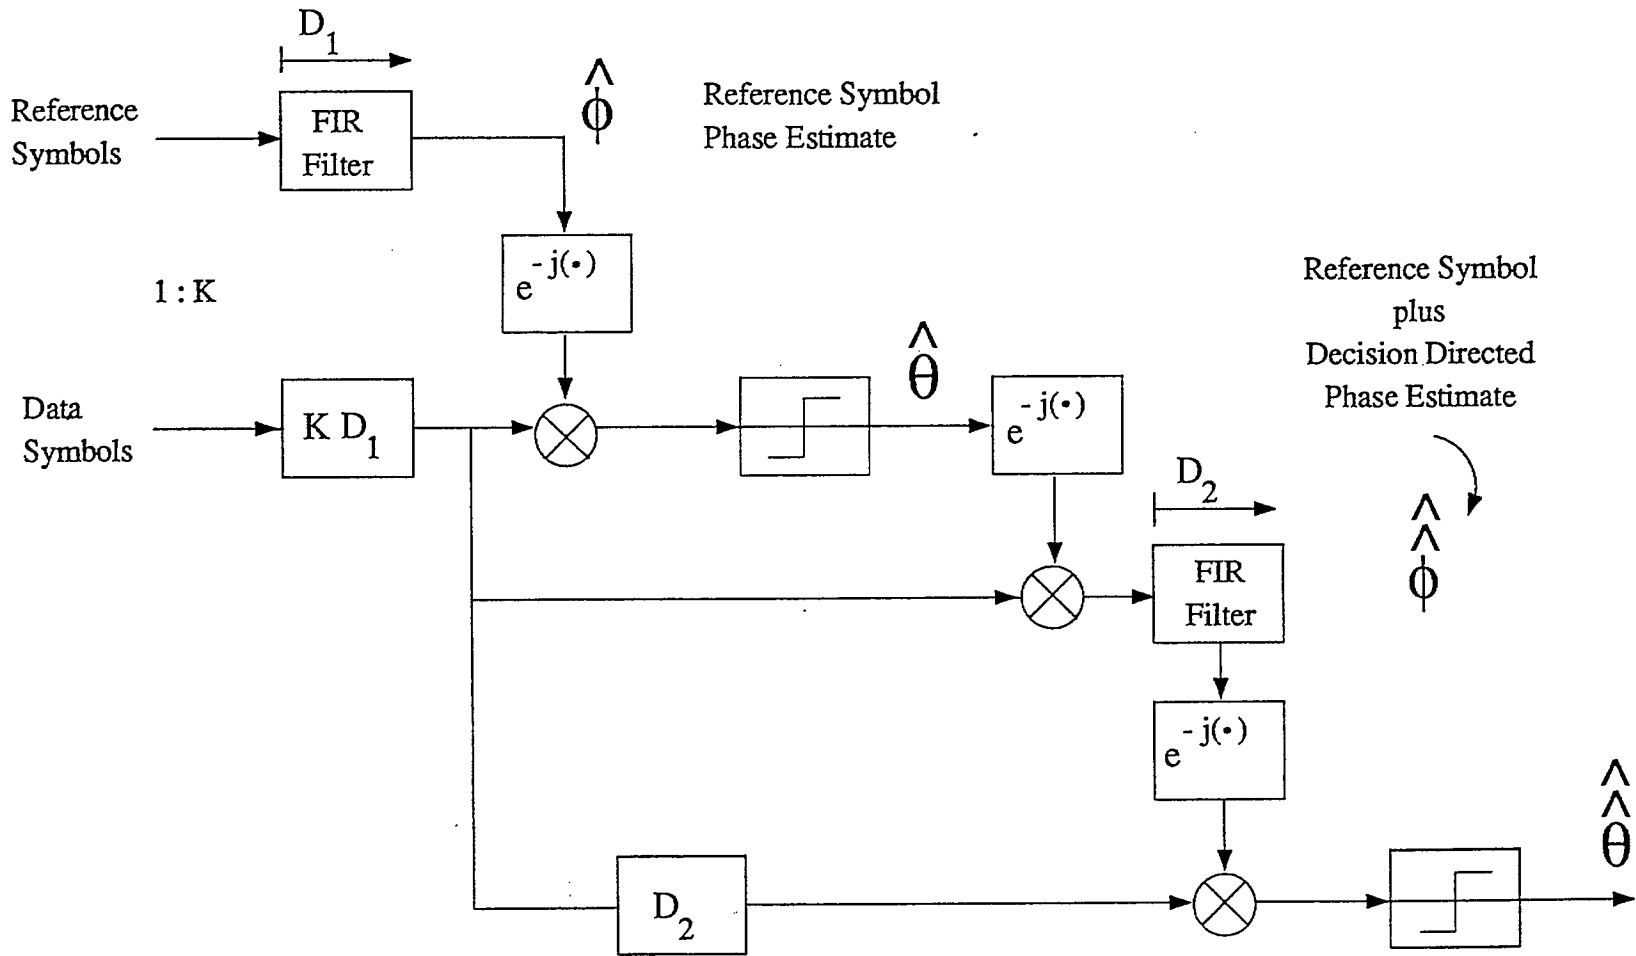 D₁
Reference
Symbols
FIR
Filter
ϕ̂
Reference Symbol
Phase Estimate
e^{-j(•)}
1 : K
Data
Symbols
K D₁
θ̂
e^{-j(•)}
Reference Symbol
plus
Decision Directed
Phase Estimate
D₂
FIR
Filter
ϕ̂̂
e^{-j(•)}
D₂
θ̂̂